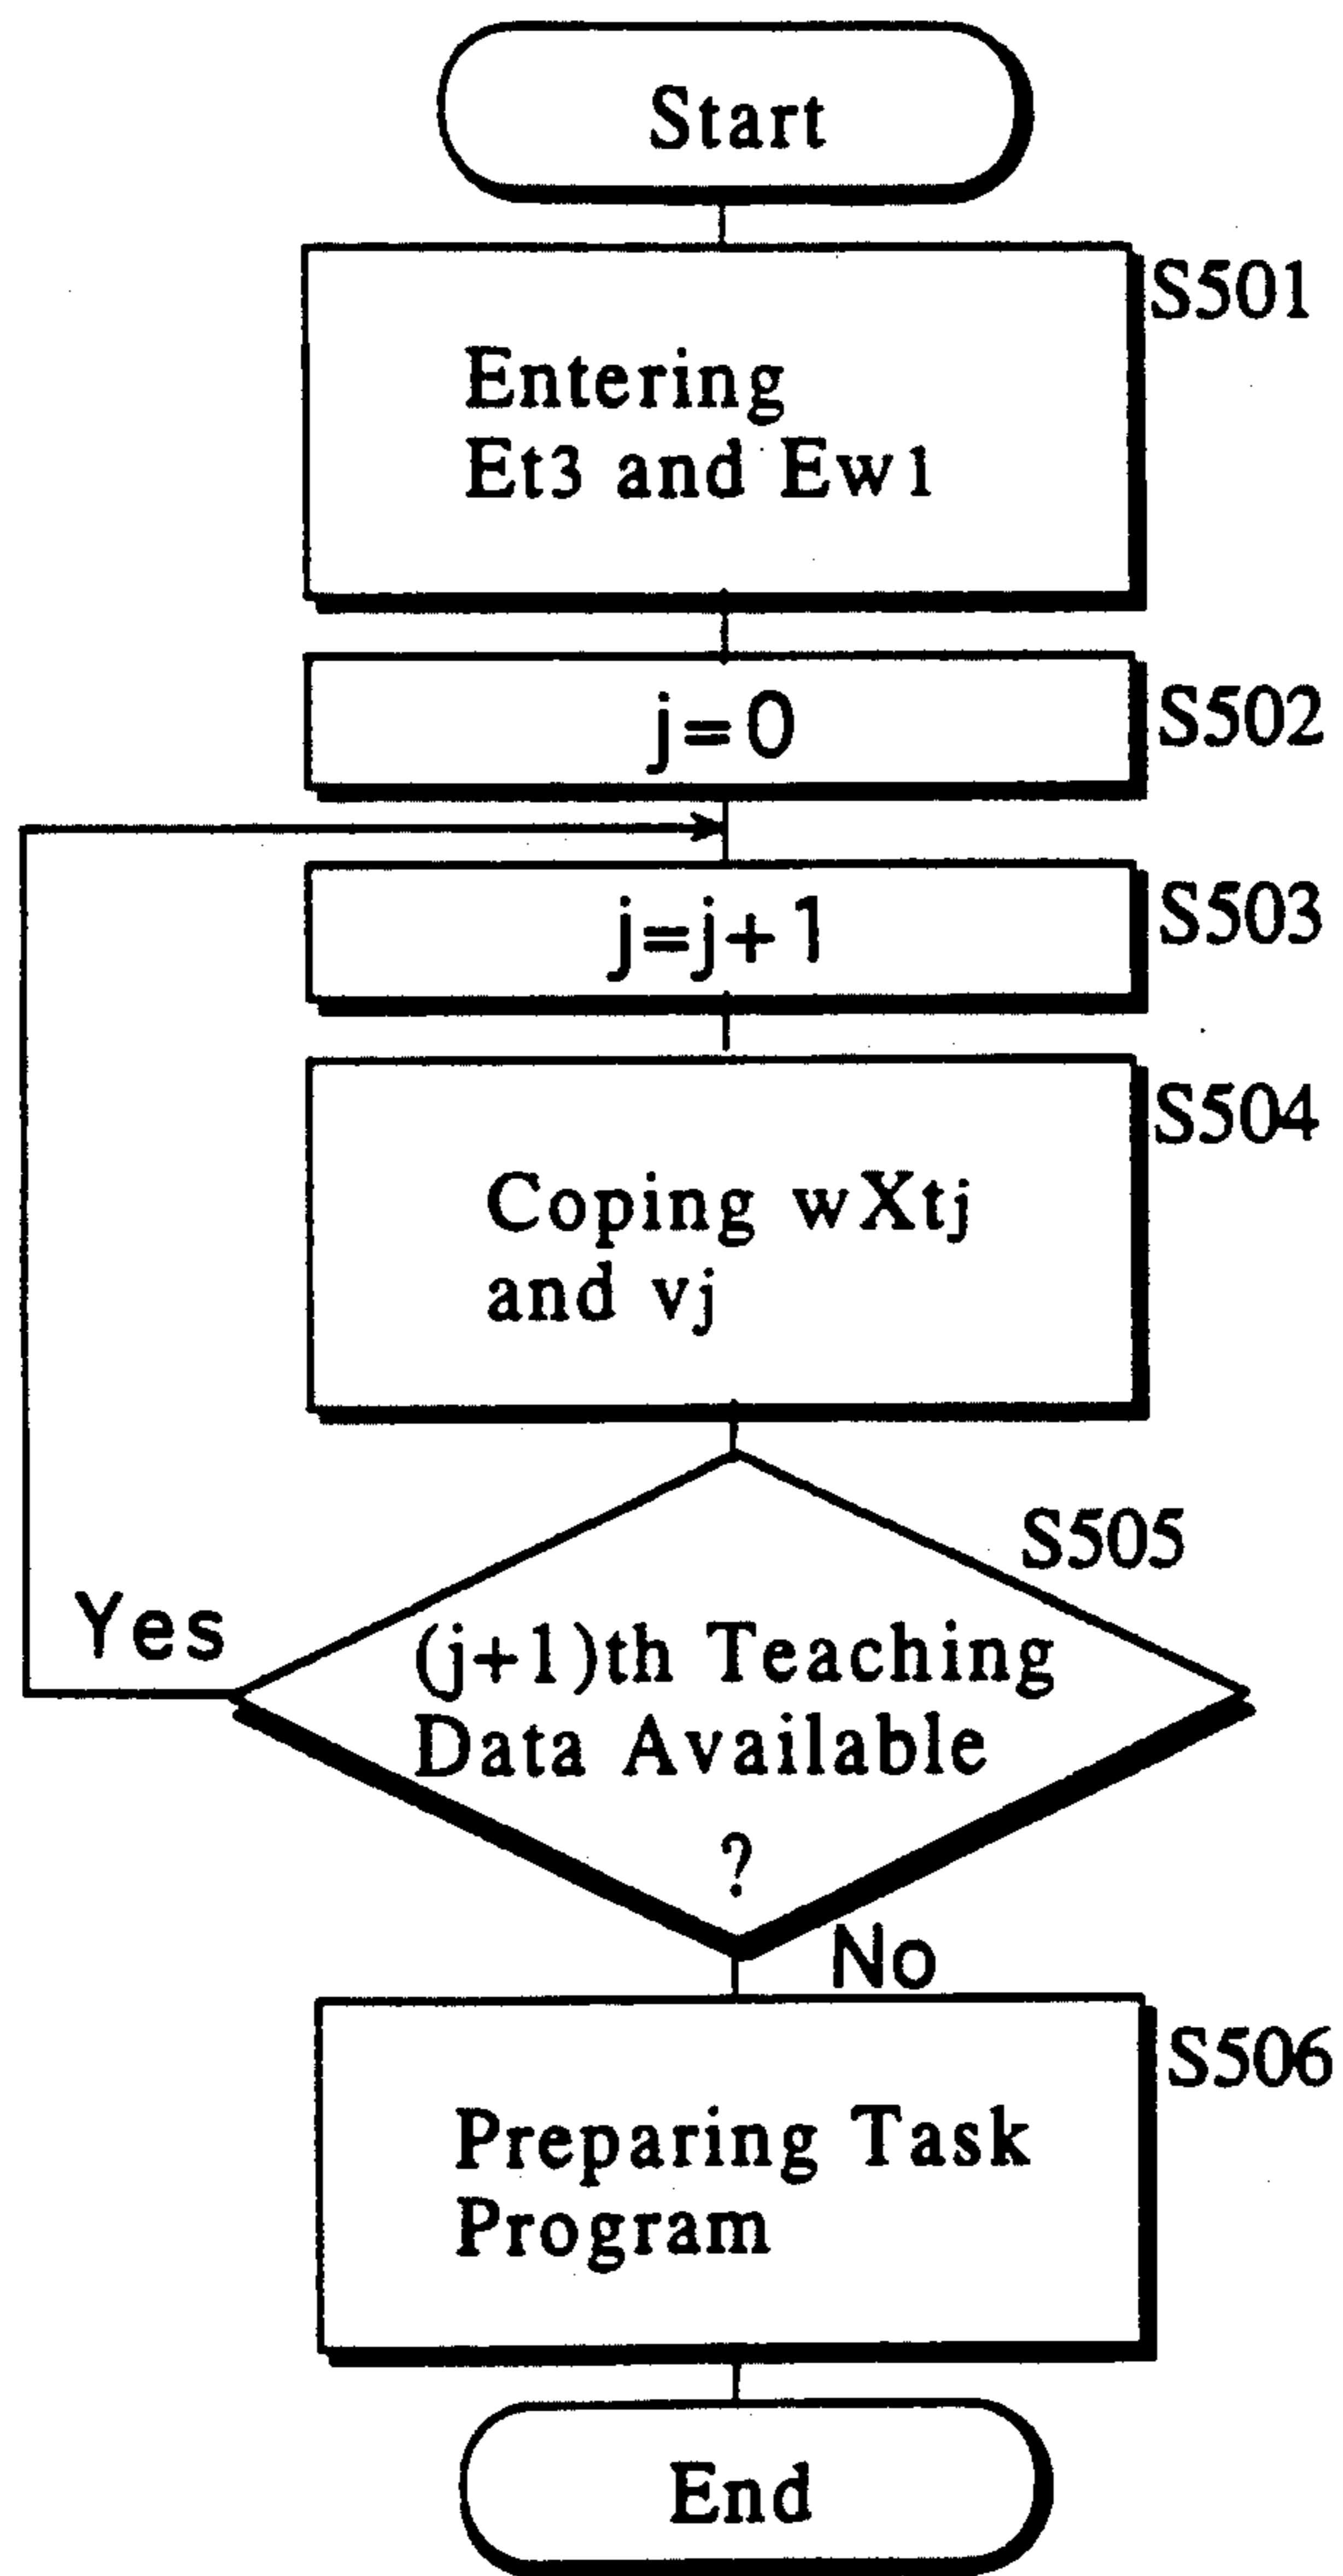 Start
S501
Entering
Et3 and Ew1
j=0
S502
j=j+1
S503
S504
Coping wXtj
and vj
S505
Yes
(j+1)th Teaching
Data Available
?
No
S506
Preparing Task
Program
End